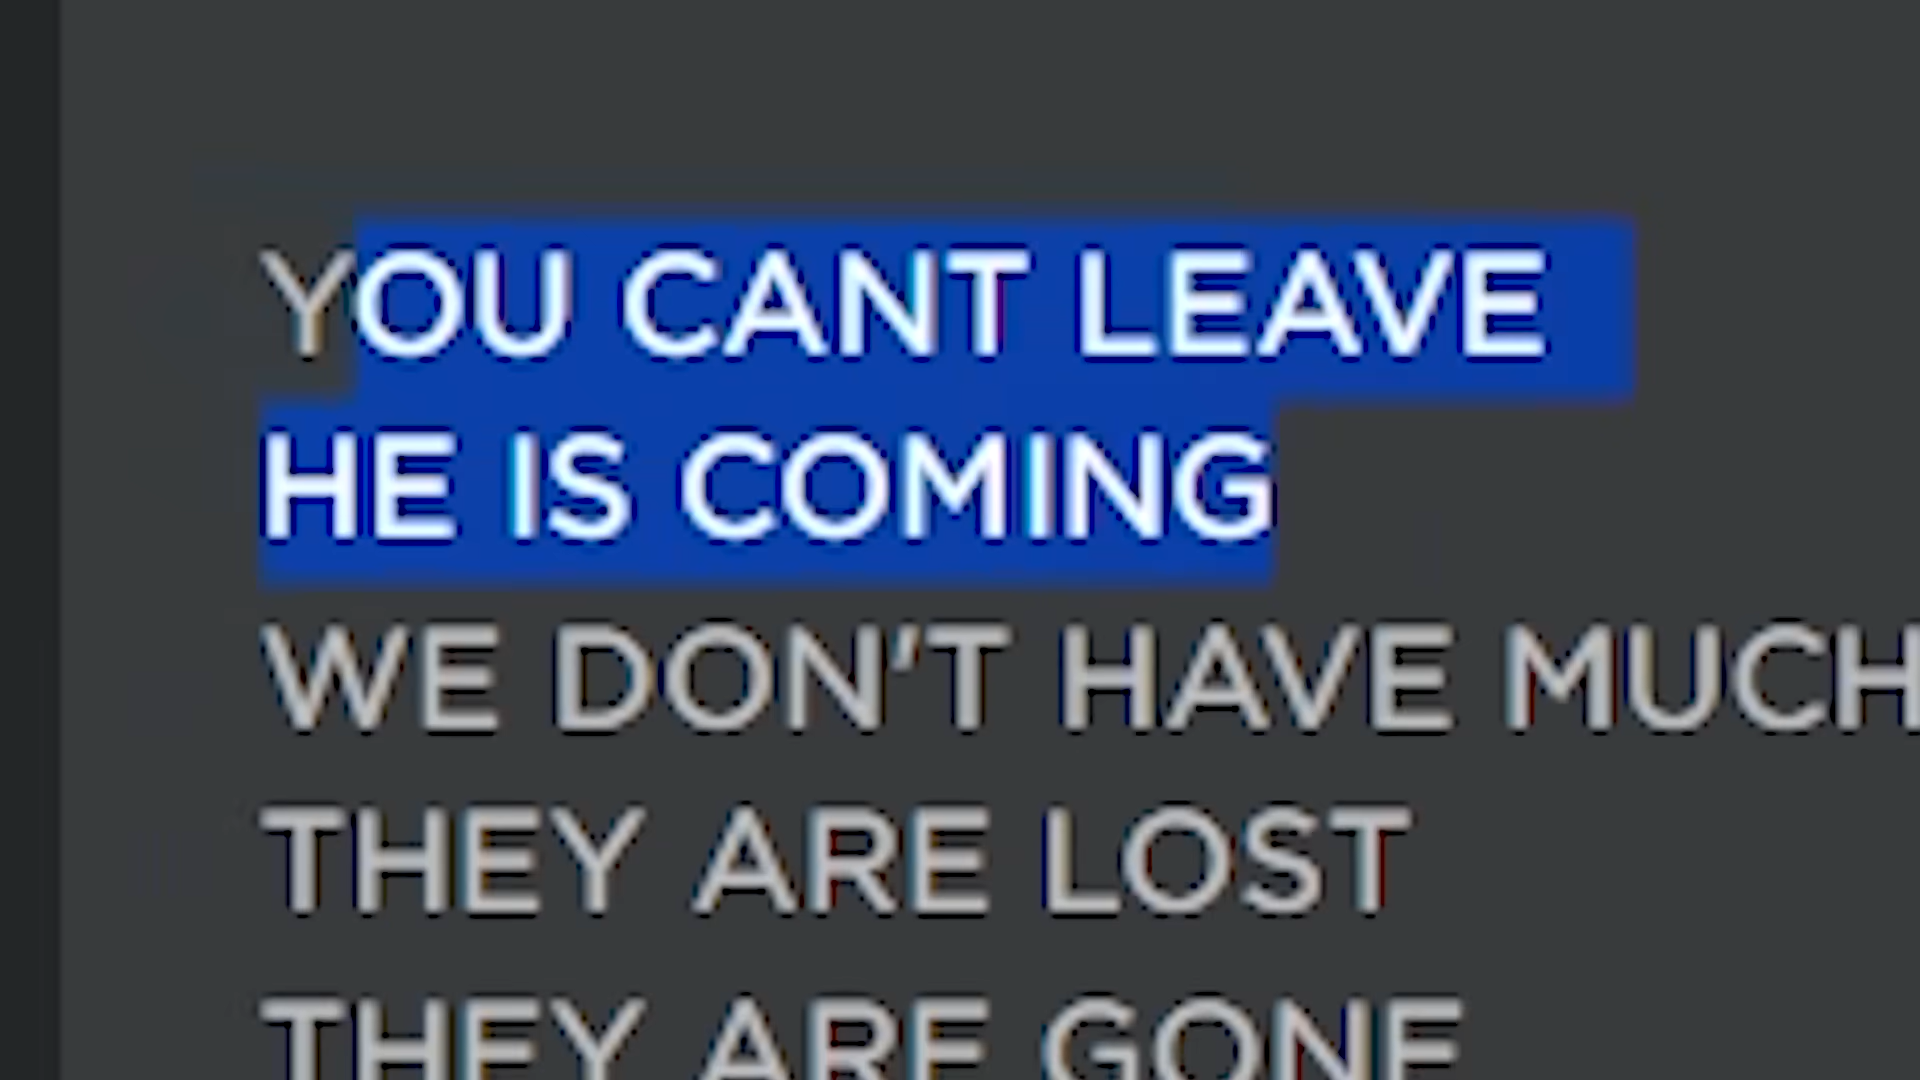 YOU CANT LEAVE
HE IS COMING
WE DON'T HAVE MUCH
THEY ARE LOST
THEY ARE GONE